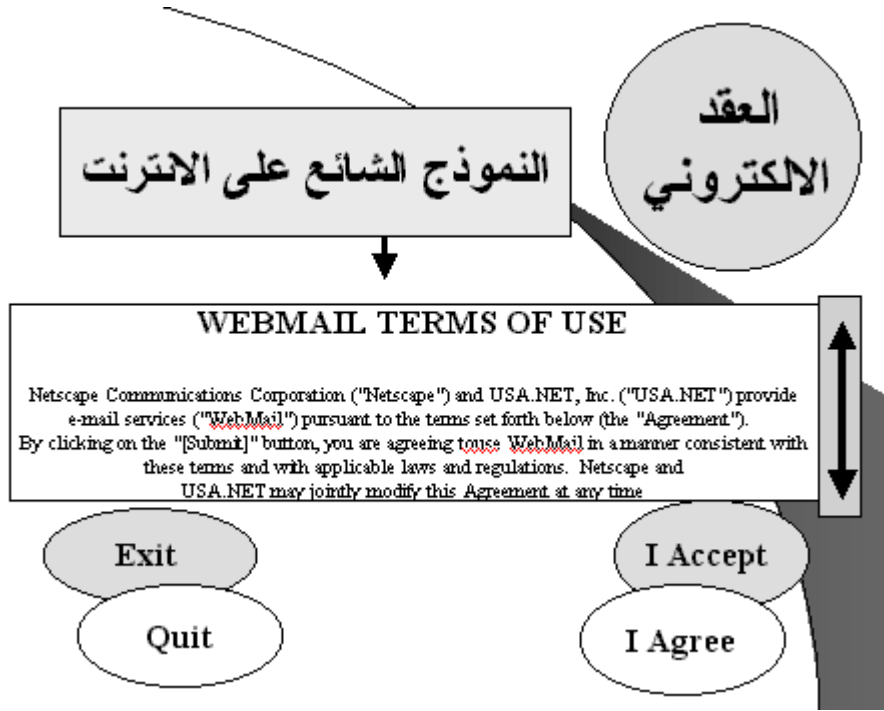 العقد
الالكتروني
النموذج الشائع على الانترنت
WEBMAIL TERMS OF USE
Netscape Communications Corporation ("Netscape") and USA.NET, Inc. ("USA.NET") provide
e-mail services ("WebMail") pursuant to the terms set forth below (the "Agreement").
By clicking on the "[Submit]" button, you are agreeing touse WebMail in a manner consistent with
these terms and with applicable laws and regulations. Netscape and
USA.NET may jointly modify this Agreement at any time
Exit
I Accept
Quit
I Agree